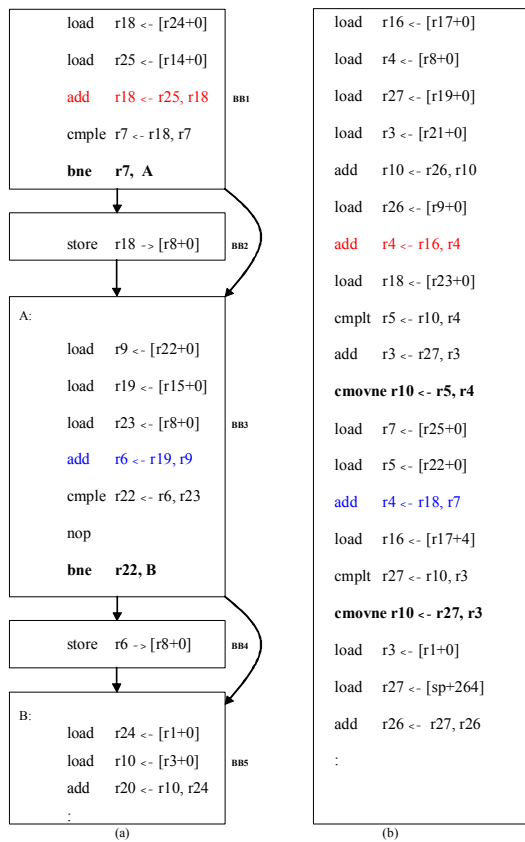 load r18 <- [r24+0]
load r25 <- [r14+0]
add r18 <- r25, r18
BB1
cmple r7 <- r18, r7
bne r7, A
store r18 -> [r8+0]
BB2
A:
load r9 <- [r22+0]
load r19 <- [r15+0]
load r23 <- [r8+0]
BB3
add r6 <- r19, r9
cmple r22 <- r6, r23
nop
bne r22, B
store r6 -> [r8+0]
BB4
B:
load r24 <- [r1+0]
load r10 <- [r3+0]
BB5
add r20 <- r10, r24
:
(a)
load r16 <- [r17+0]
load r4 <- [r8+0]
load r27 <- [r19+0]
load r3 <- [r21+0]
add r10 <- r26, r10
load r26 <- [r9+0]
add r4 <- r16, r4
load r18 <- [r23+0]
cmplt r5 <- r10, r4
add r3 <- r27, r3
cmovne r10 <- r5, r4
load r7 <- [r25+0]
load r5 <- [r22+0]
add r4 <- r18, r7
load r16 <- [r17+4]
cmplt r27 <- r10, r3
cmovne r10 <- r27, r3
load r3 <- [r1+0]
load r27 <- [sp+264]
add r26 <- r27, r26
:
(b)